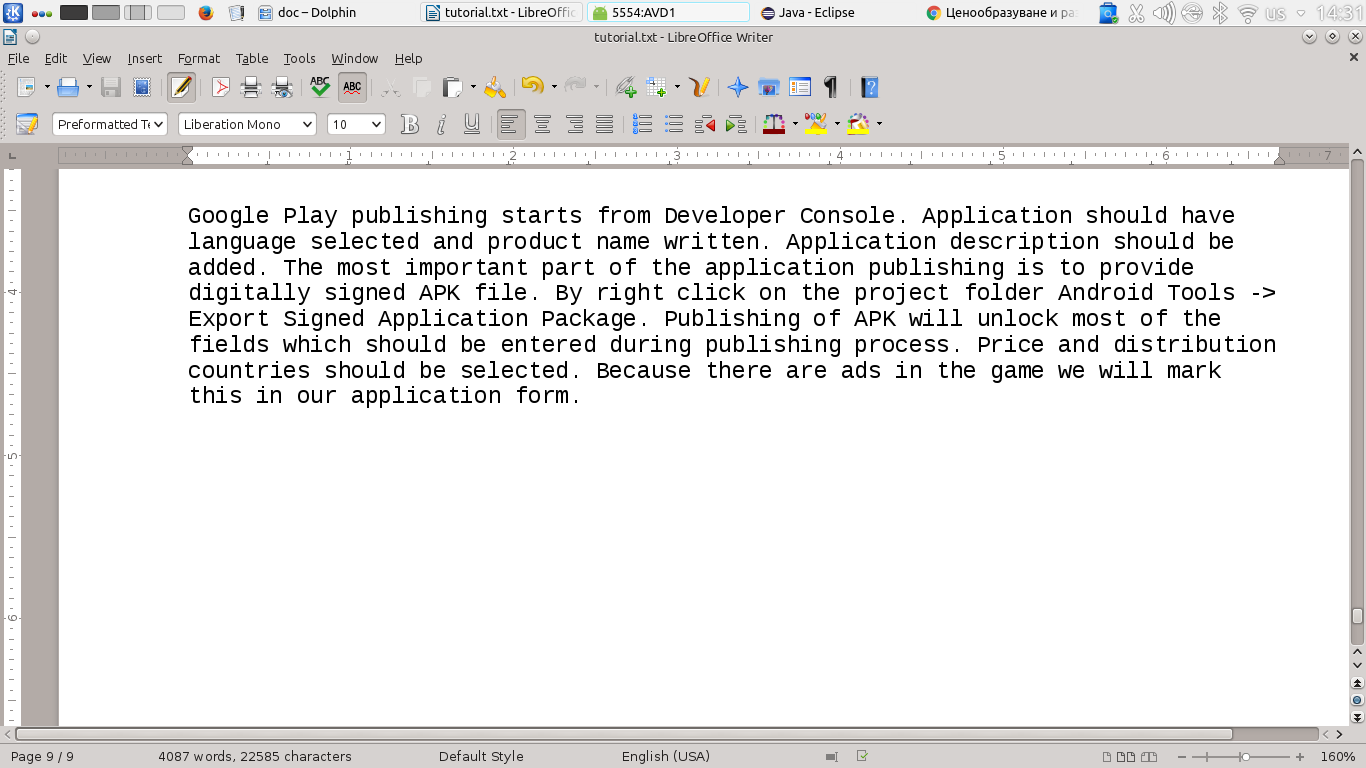 doc – Dolphin
tutorial.txt - LibreOffic
5554:AVD1
Java - Eclipse
Ценообразуване и ра
us
14:31
tutorial.txt - LibreOffice Writer
File Edit View Insert Format Table Tools Window Help
ABC ABC
Preformatted Te Liberation Mono 10
1 2 3 4 5 6 7
Google Play publishing starts from Developer Console. Application should have
language selected and product name written. Application description should be
added. The most important part of the application publishing is to provide
digitally signed APK file. By right click on the project folder Android Tools ->
Export Signed Application Package. Publishing of APK will unlock most of the
fields which should be entered during publishing process. Price and distribution
countries should be selected. Because there are ads in the game we will mark
this in our application form.
4
5
6
Page 9 / 9 4087 words, 22585 characters Default Style English (USA) 160%